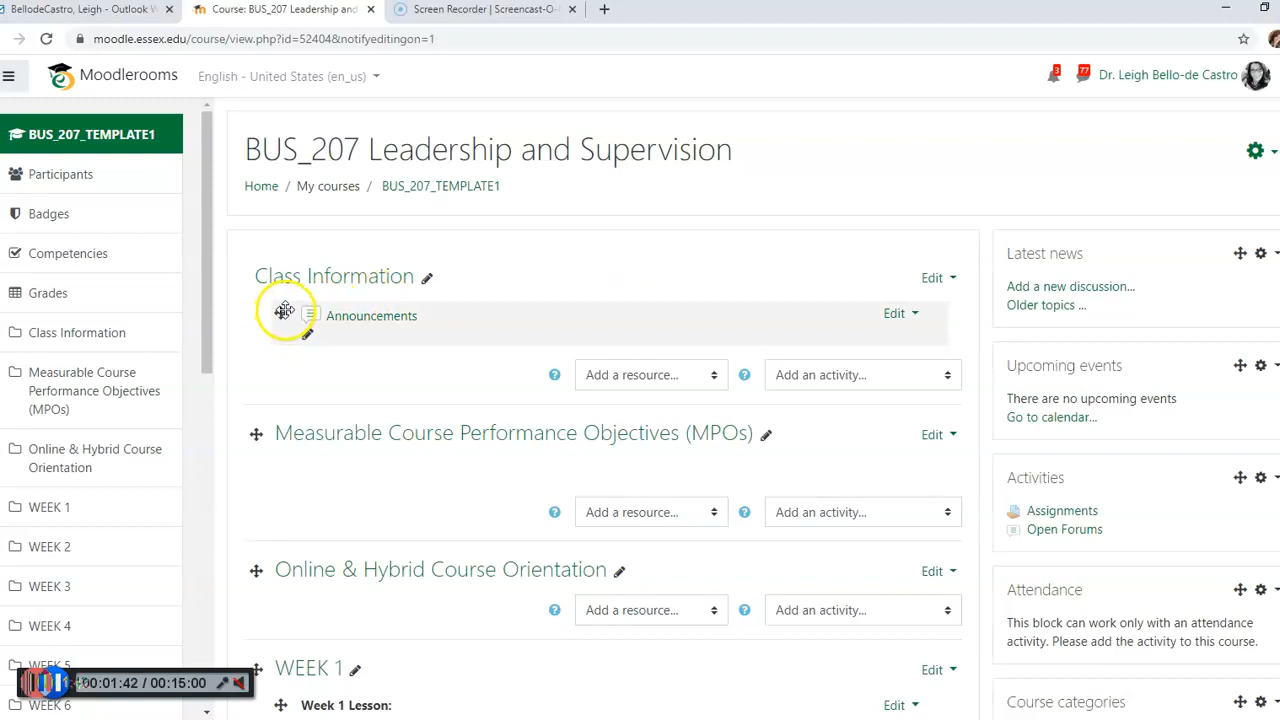 BellodeCastro, Leigh - Outlook W
Course: BUS_207 Leadership and
Screen Recorder | Screencast-O-
moodle.essex.edu/course/view.php?id=52404&notifyeditingon=1
Moodlerooms
English - United States (en_us)
3
77
Dr. Leigh Bello-de Castro
BUS_207_TEMPLATE1
Participants
Badges
Competencies
Grades
Class Information
Measurable Course
Performance Objectives
(MPOs)
Online & Hybrid Course
Orientation
WEEK 1
WEEK 2
WEEK 3
WEEK 4
WEEK 5
WEEK 6
BUS_207 Leadership and Supervision
Home / My courses / BUS_207_TEMPLATE1
Class Information
Edit
Announcements
Edit
? Add a resource...
? Add an activity...
Measurable Course Performance Objectives (MPOs)
Edit
? Add a resource...
? Add an activity...
Online & Hybrid Course Orientation
Edit
? Add a resource...
? Add an activity...
WEEK 1
Edit
Week 1 Lesson:
Edit
Latest news
Add a new discussion...
Older topics ...
Upcoming events
There are no upcoming events
Go to calendar...
Activities
Assignments
Open Forums
Attendance
This block can work only with an attendance
activity. Please add the activity to this course.
Course categories
00:01:42 / 00:15:00